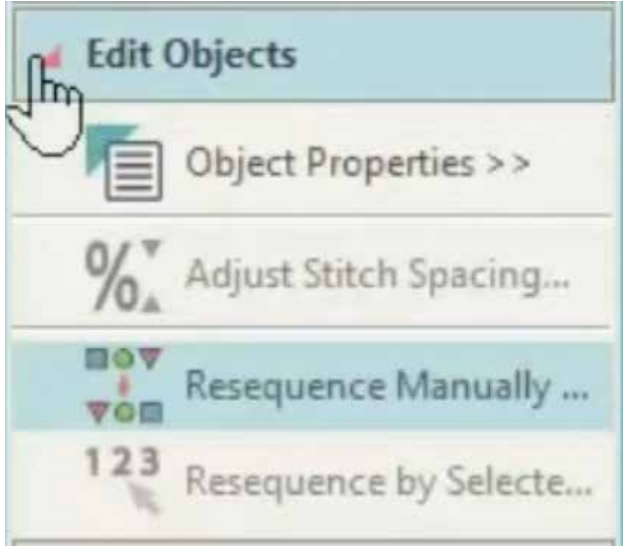 Edit Objects
Object Properties >>
% Adjust Stitch Spacing...
Resequence Manually ...
123
Resequence by Selecte...